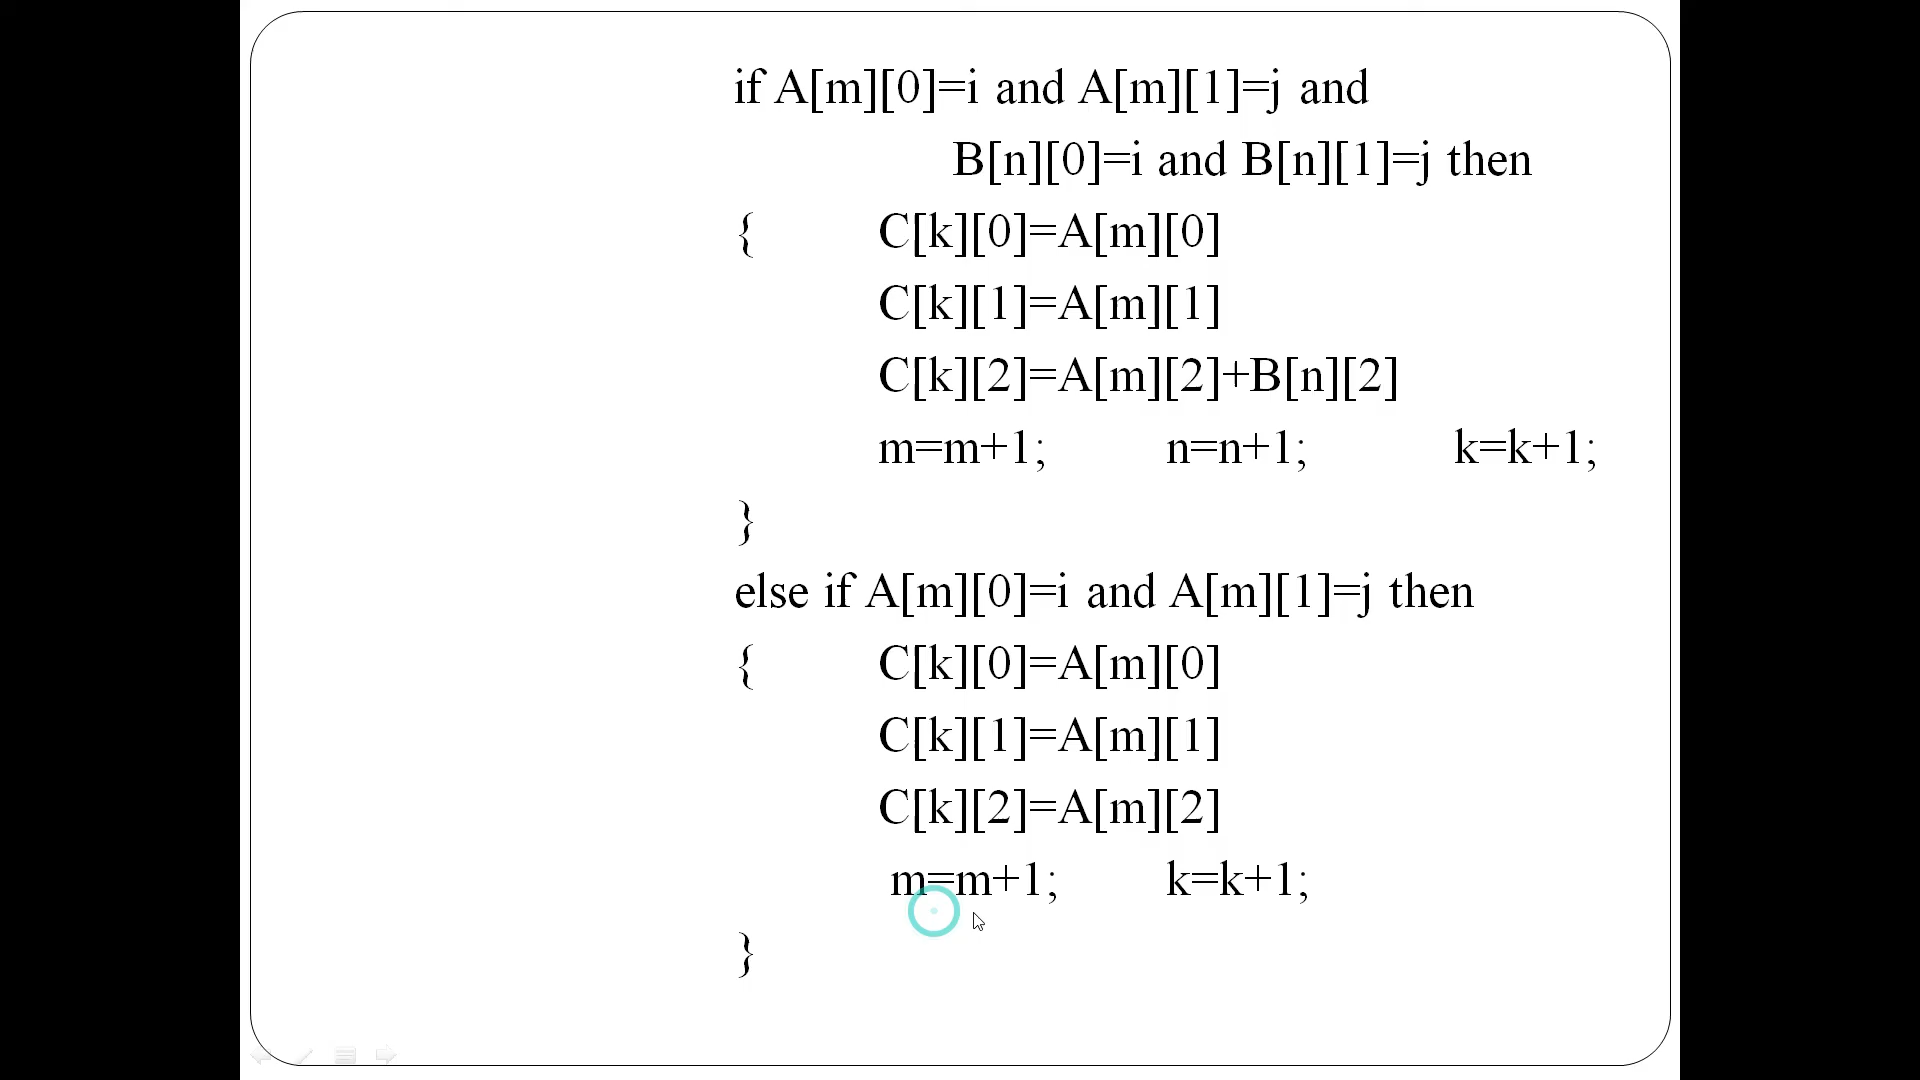 if A[m][0]=i and A[m][1]=j and
B[n][0]=i and B[n][1]=j then
{ C[k][0]=A[m][0]
C[k][1]=A[m][1]
C[k][2]=A[m][2]+B[n][2]
m=m+1; n=n+1; k=k+1;
}
else if A[m][0]=i and A[m][1]=j then
{ C[k][0]=A[m][0]
C[k][1]=A[m][1]
C[k][2]=A[m][2]
m=m+1; k=k+1;
}